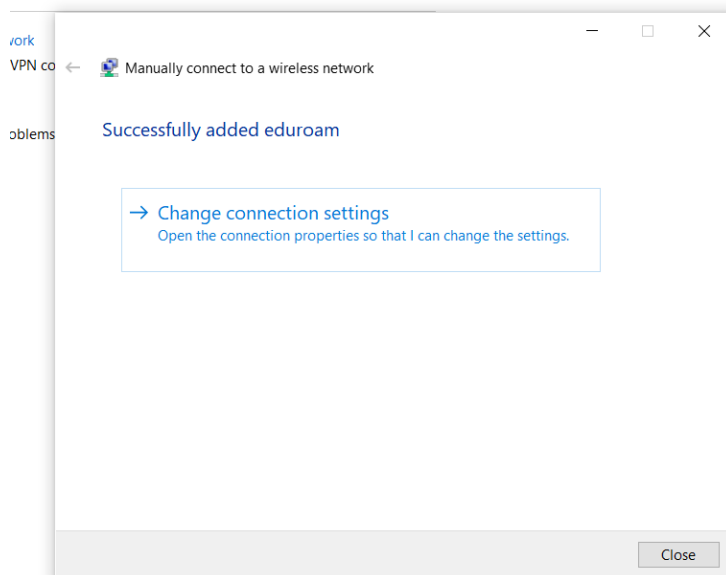 VPN co
oblems
Manually connect to a wireless network
Successfully added eduroam
Change connection settings
Open the connection properties so that I can change the settings.
Close